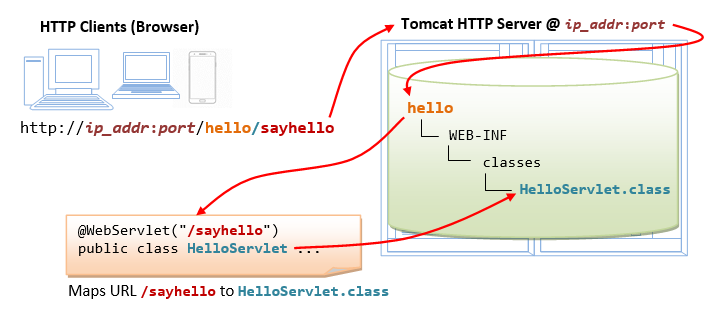 HTTP Clients (Browser)
http://ip_addr:port/hello/sayhello
Tomcat HTTP Server @ ip_addr:port
hello
WEB-INF
classes
HelloServlet.class
@WebServlet("/sayhello")
public class HelloServlet ...
Maps URL /sayhello to HelloServlet.class